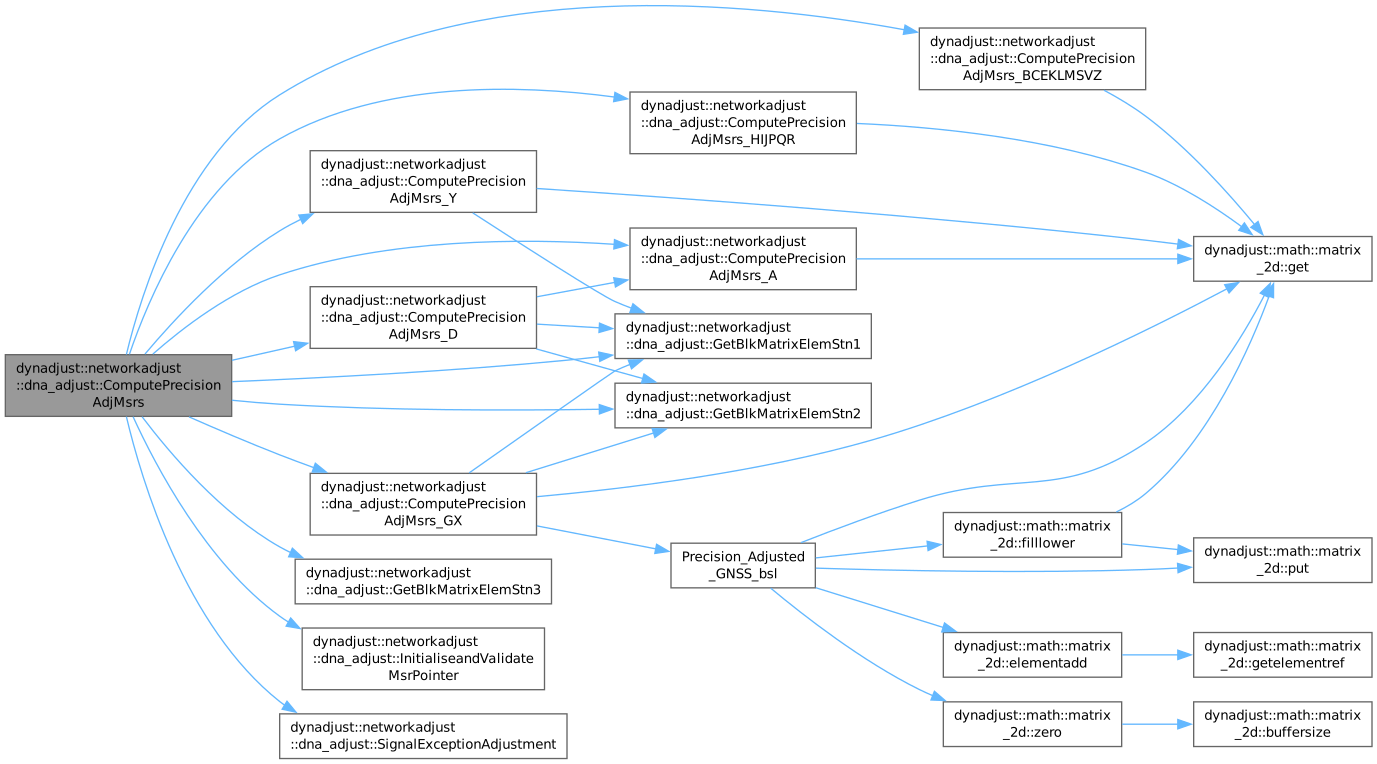 dynadjust::networkadjust
::dna_adjust::ComputePrecision
AdjMsrs
dynadjust::networkadjust
::dna_adjust::ComputePrecision
AdjMsrs_Y
dynadjust::networkadjust
::dna_adjust::ComputePrecision
AdjMsrs_D
dynadjust::networkadjust
::dna_adjust::ComputePrecision
AdjMsrs_GX
dynadjust::networkadjust
::dna_adjust::GetBlkMatrixElemStn3
dynadjust::networkadjust
::dna_adjust::InitialiseandValidate
MsrPointer
dynadjust::networkadjust
::dna_adjust::SignalExceptionAdjustment
dynadjust::networkadjust
::dna_adjust::ComputePrecision
AdjMsrs_HIJPQR
dynadjust::networkadjust
::dna_adjust::ComputePrecision
AdjMsrs_A
dynadjust::networkadjust
::dna_adjust::GetBlkMatrixElemStn1
dynadjust::networkadjust
::dna_adjust::GetBlkMatrixElemStn2
Precision_Adjusted
_GNSS_bsl
dynadjust::networkadjust
::dna_adjust::ComputePrecision
AdjMsrs_BCEKLMSVZ
dynadjust::math::matrix
_2d::filllower
dynadjust::math::matrix
_2d::elementadd
dynadjust::math::matrix
_2d::zero
dynadjust::math::matrix
_2d::get
dynadjust::math::matrix
_2d::put
dynadjust::math::matrix
_2d::getelementref
dynadjust::math::matrix
_2d::buffersize